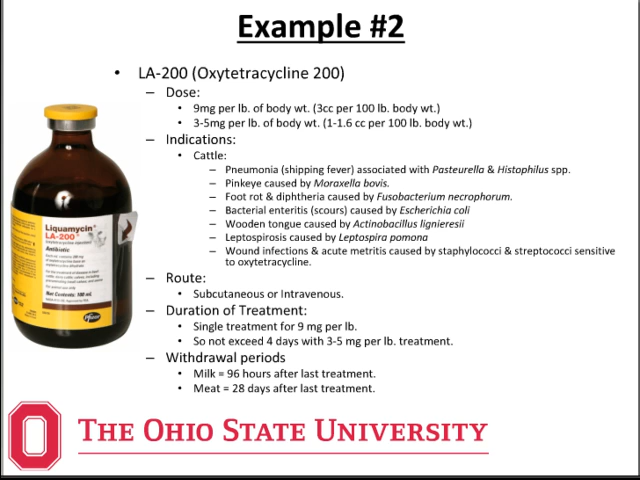 Example #2
• LA-200 (Oxytetracycline 200)
– Dose:
• 9mg per lb. of body wt. (3cc per 100 lb. body wt.)
• 3-5mg per lb. of body wt. (1-1.6 cc per 100 lb. body wt.)
– Indications:
• Cattle:
– Pneumonia (shipping fever) associated with Pasteurella & Histophilus spp.
– Pinkeye caused by Moraxella bovis.
– Foot rot & diphtheria caused by Fusobacterium necrophorum.
– Bacterial enteritis (scours) caused by Escherichia coli
– Wooden tongue caused by Actinobacillus lignieresii
– Leptospirosis caused by Leptospira pomona
– Wound infections & acute metritis caused by staphylococci & streptococci sensitive
to oxytetracycline.
– Route:
• Subcutaneous or Intravenous.
– Duration of Treatment:
• Single treatment for 9 mg per lb.
• So not exceed 4 days with 3-5 mg per lb. treatment.
– Withdrawal periods
• Milk = 96 hours after last treatment.
• Meat = 28 days after last treatment.
Liquamycin®
LA-200®
Antibiotic
Net Contents: 100 mL
Pfizer
THE OHIO STATE UNIVERSITY